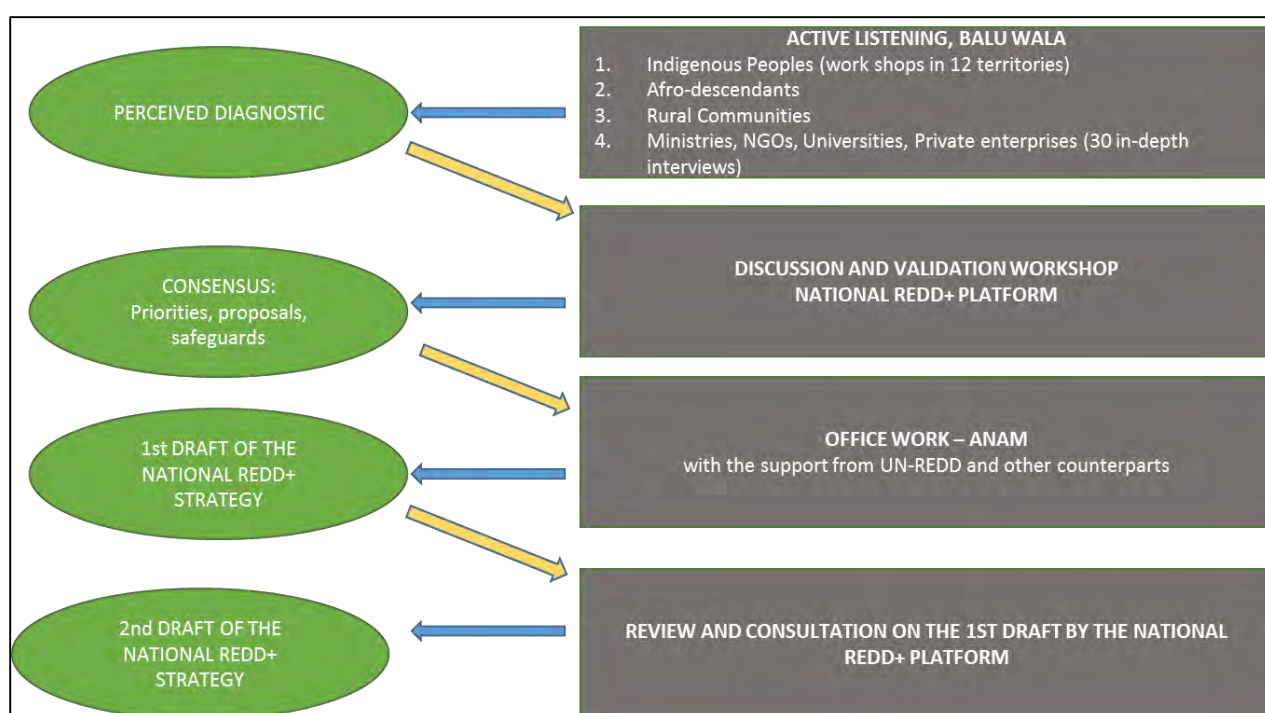 PERCEIVED DIAGNOSTIC
ACTIVE LISTENING, BALU WALA
1. Indigenous Peoples (work shops in 12 territories)
2. Afro-descendants
3. Rural Communities
4. Ministries, NGOs, Universities, Private enterprises (30 in-depth
interviews)
CONSENSUS:
Priorities, proposals,
safeguards
DISCUSSION AND VALIDATION WORKSHOP
NATIONAL REDD+ PLATFORM
1st DRAFT OF THE
NATIONAL REDD+
STRATEGY
OFFICE WORK – ANAM
with the support from UN-REDD and other counterparts
2nd DRAFT OF THE
NATIONAL REDD+
STRATEGY
REVIEW AND CONSULTATION ON THE 1ST DRAFT BY THE NATIONAL
REDD+ PLATFORM